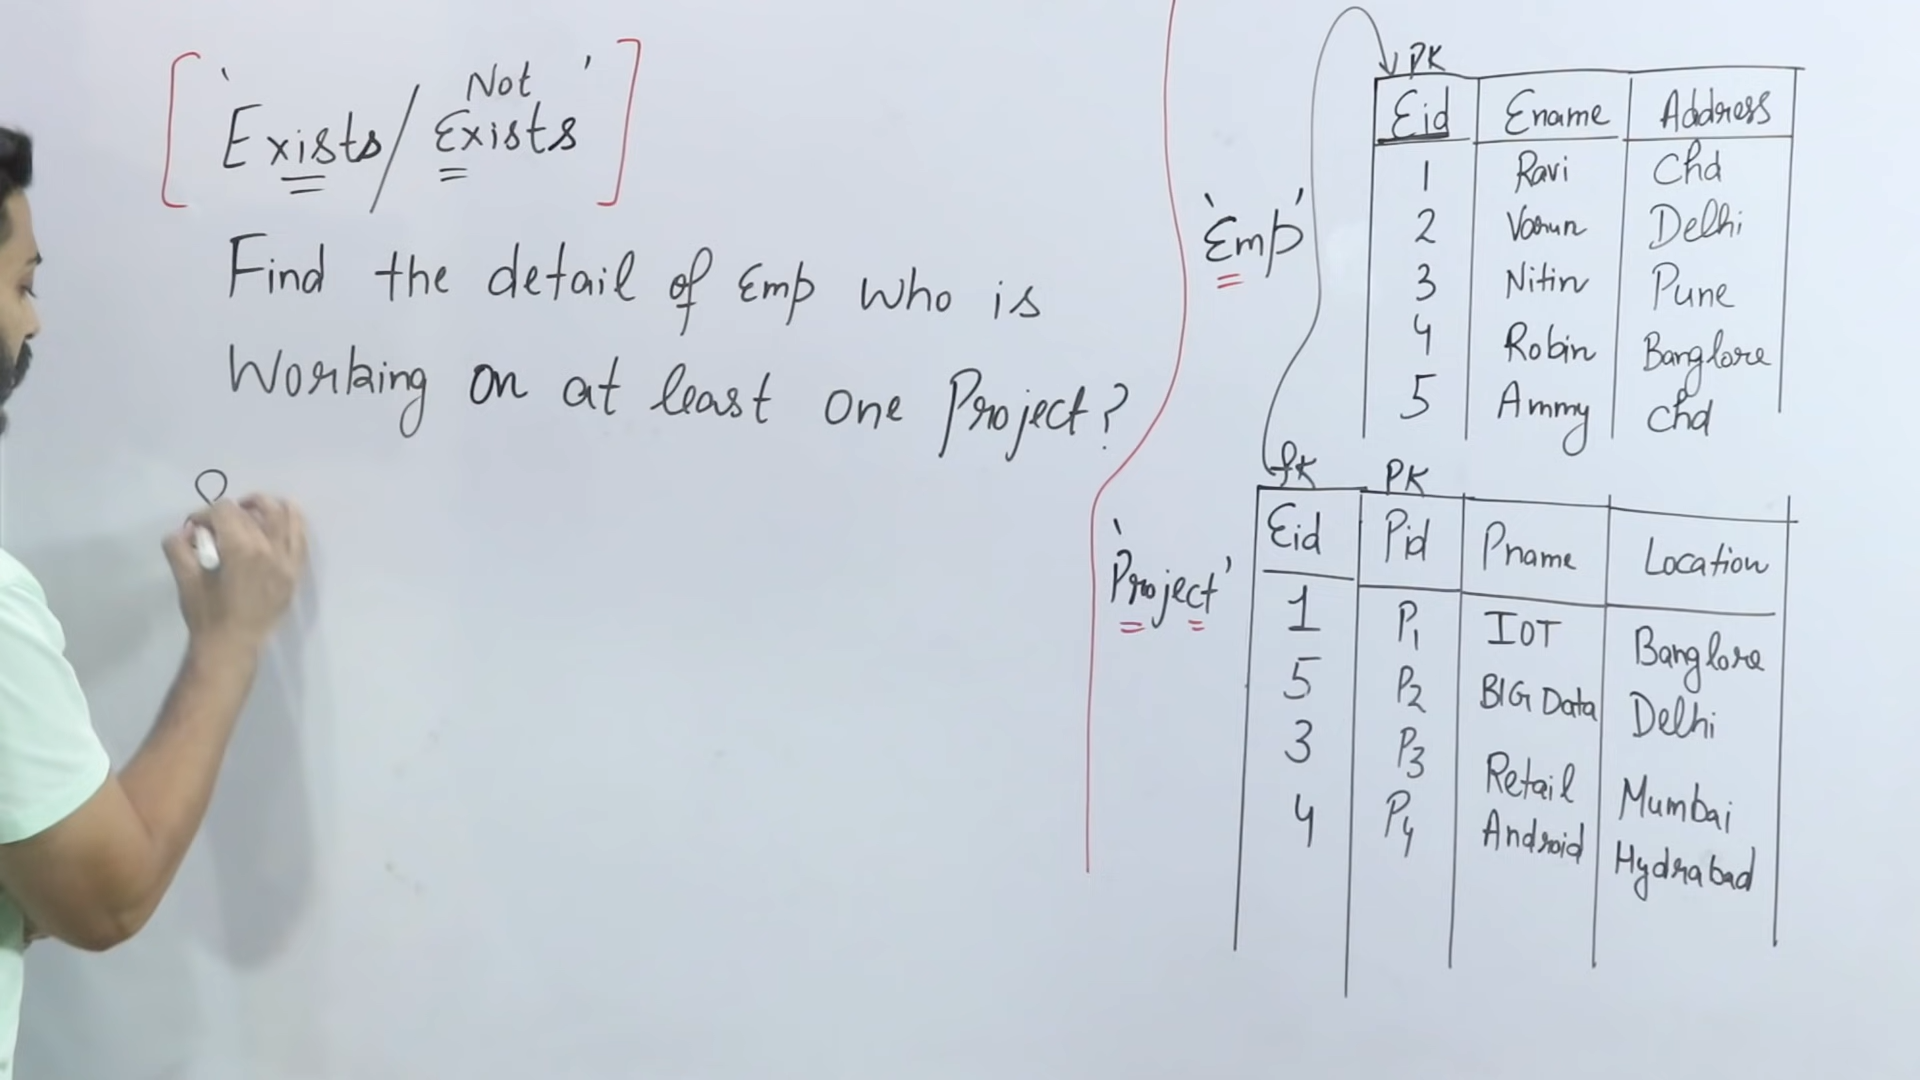 'Exists/Not Exists'
Find the detail of Emp who is
Working on at least one Project?
'Emp'
PK
Eid Ename Address
1 Ravi Chd
2 Varun Delhi
3 Nitin Pune
4 Robin Banglore
5 Ammy Chd
'Project'
fK PK
Eid Pid Pname Location
1 P1 IOT Banglore
5 P2 BIG Data Delhi
3 P3 Retail Mumbai
4 P4 Android Hydrabad